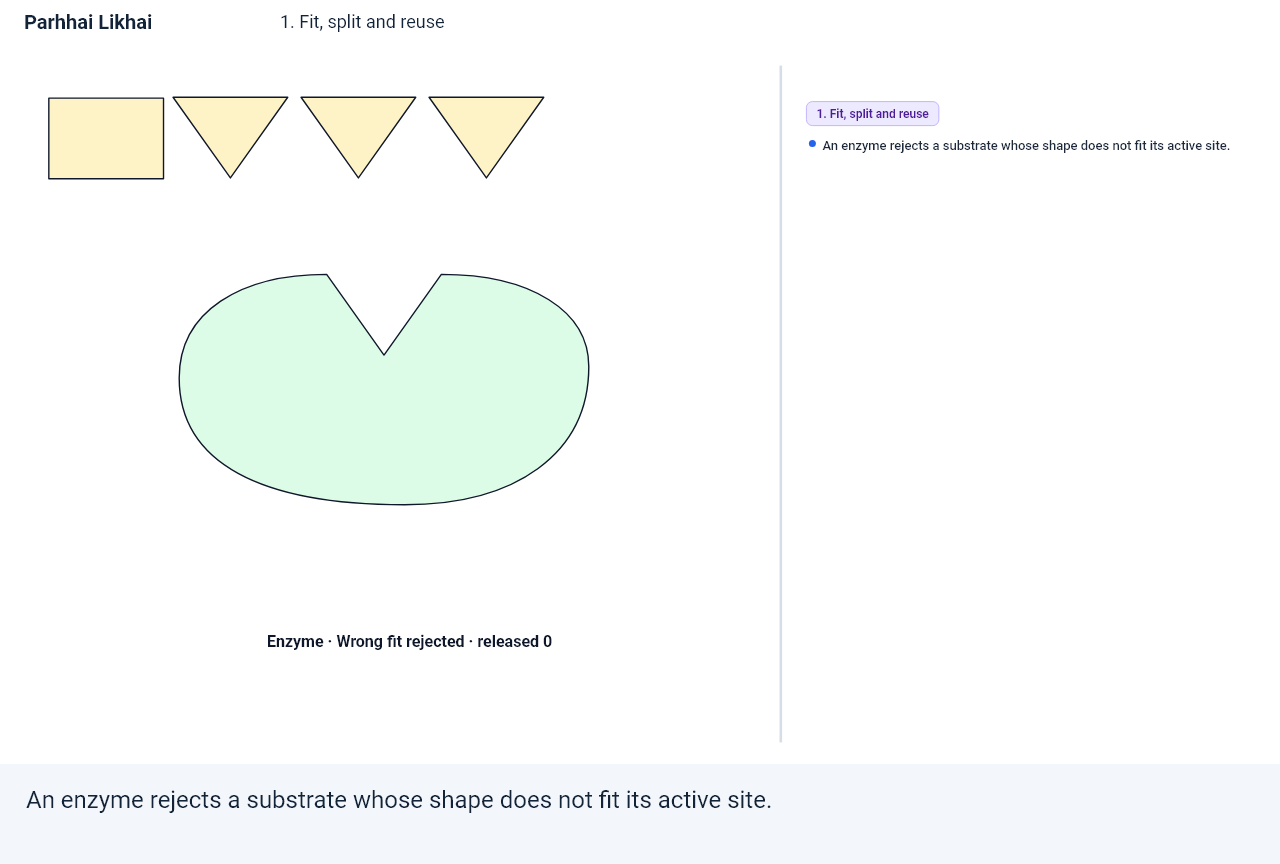 Parhhai Likhai
1. Fit, split and reuse
1. Fit, split and reuse
An enzyme rejects a substrate whose shape does not fit its active site.
Enzyme · Wrong fit rejected · released 0
An enzyme rejects a substrate whose shape does not fit its active site.